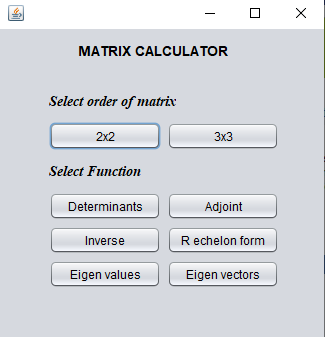 MATRIX CALCULATOR
Select order of matrix
2x2 3x3
Select Function
Determinants Adjoint
Inverse R echelon form
Eigen values Eigen vectors